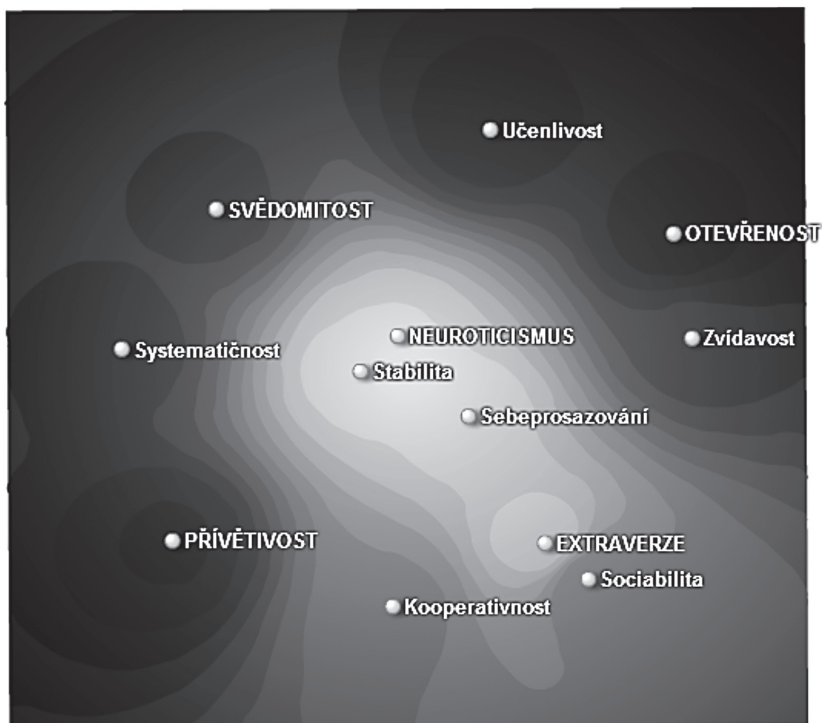 Učenlivost
SVĚDOMITOST
OTEVŘENOST
NEUROTICISMUS
Zvídavost
Systematičnost
Stabilita
Sebeprosazování
PŘÍVĚTIVOST
EXTRAVERZE
Sociabilita
Kooperativnost